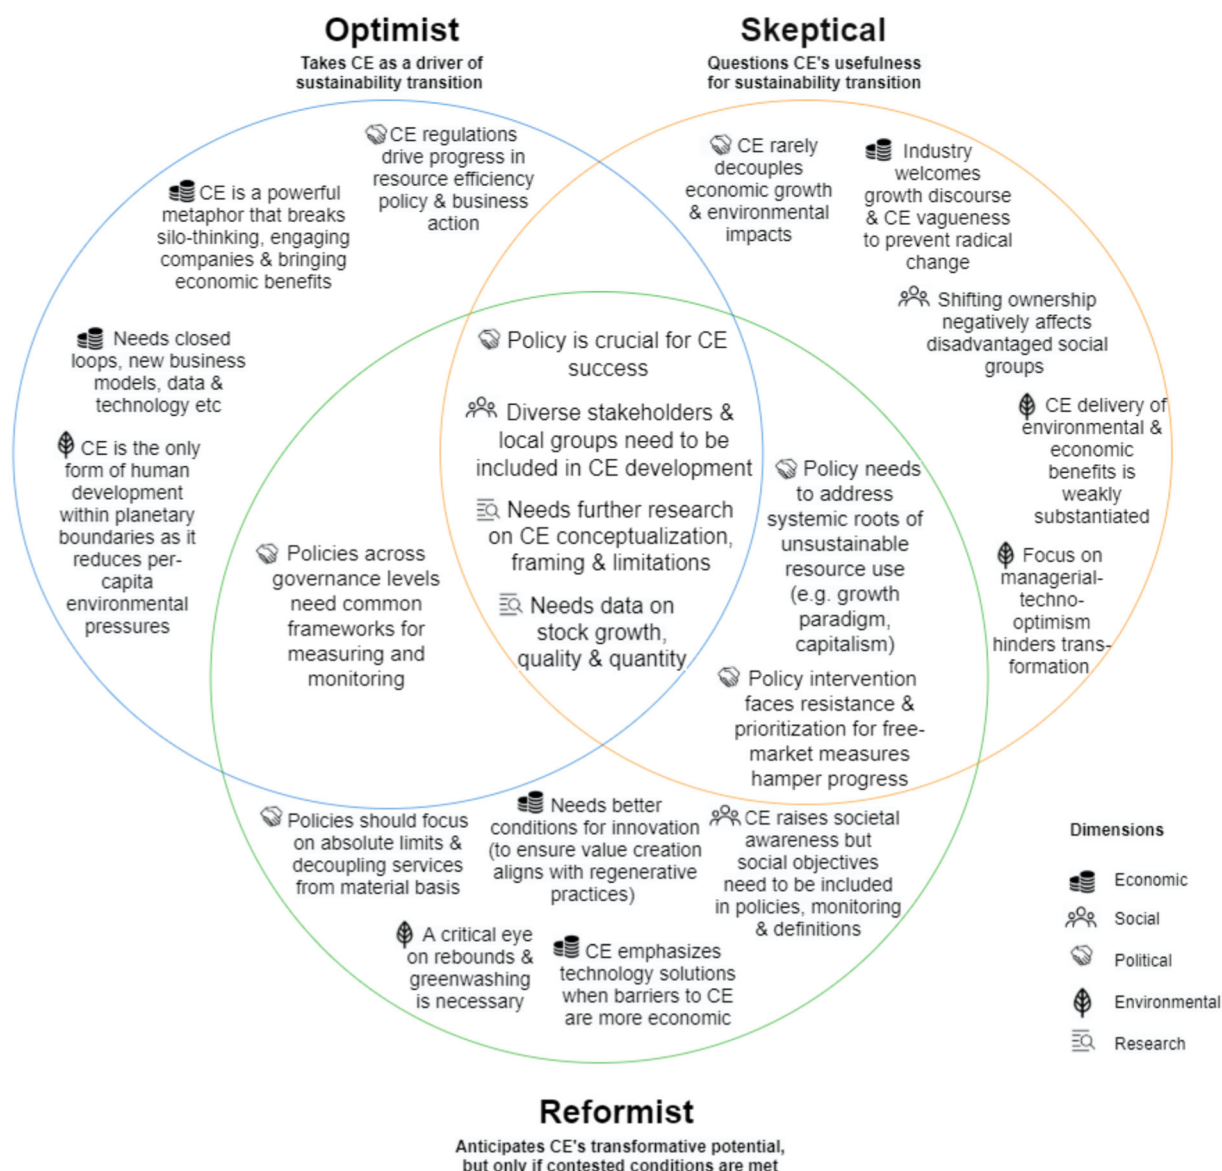 Optimist
Takes CE as a driver of
sustainability transition
Skeptical
Questions CE's usefulness
for sustainability transition
CE regulations
drive progress in
resource efficiency
policy & business
action
CE is a powerful
metaphor that breaks
silo-thinking, engaging
companies & bringing
economic benefits
Needs closed
loops, new business
models, data &
technology etc
CE is the only
form of human
development
within planetary
boundaries as it
reduces per-
capita
environmental
pressures
CE rarely
decouples
economic growth
& environmental
impacts
Industry
welcomes
growth discourse
& CE vagueness
to prevent radical
change
Shifting ownership
negatively affects
disadvantaged social
groups
CE delivery of
environmental &
economic
benefits is
weakly
substantiated
Focus on
managerial-
techno-
optimism
hinders trans-
formation
Policy is crucial for CE
success
Diverse stakeholders &
local groups need to be
included in CE development
Needs further research
on CE conceptualization,
framing & limitations
Needs data on
stock growth,
quality & quantity
Policies across
governance levels
need common
frameworks for
measuring and
monitoring
Policy needs
to address
systemic roots of
unsustainable
resource use
(e.g. growth
paradigm,
capitalism)
Policy intervention
faces resistance &
prioritization for free-
market measures
hamper progress
Policies should focus
on absolute limits &
decoupling services
from material basis
Needs better
conditions for innovation
(to ensure value creation
aligns with regenerative
practices)
CE raises societal
awareness but
social objectives
need to be included
in policies, monitoring
& definitions
A critical eye
on rebounds &
greenwashing
is necessary
CE emphasizes
technology solutions
when barriers to CE
are more economic
Dimensions
Economic
Social
Political
Environmental
Research
Reformist
Anticipates CE's transformative potential,
but only if contested conditions are met